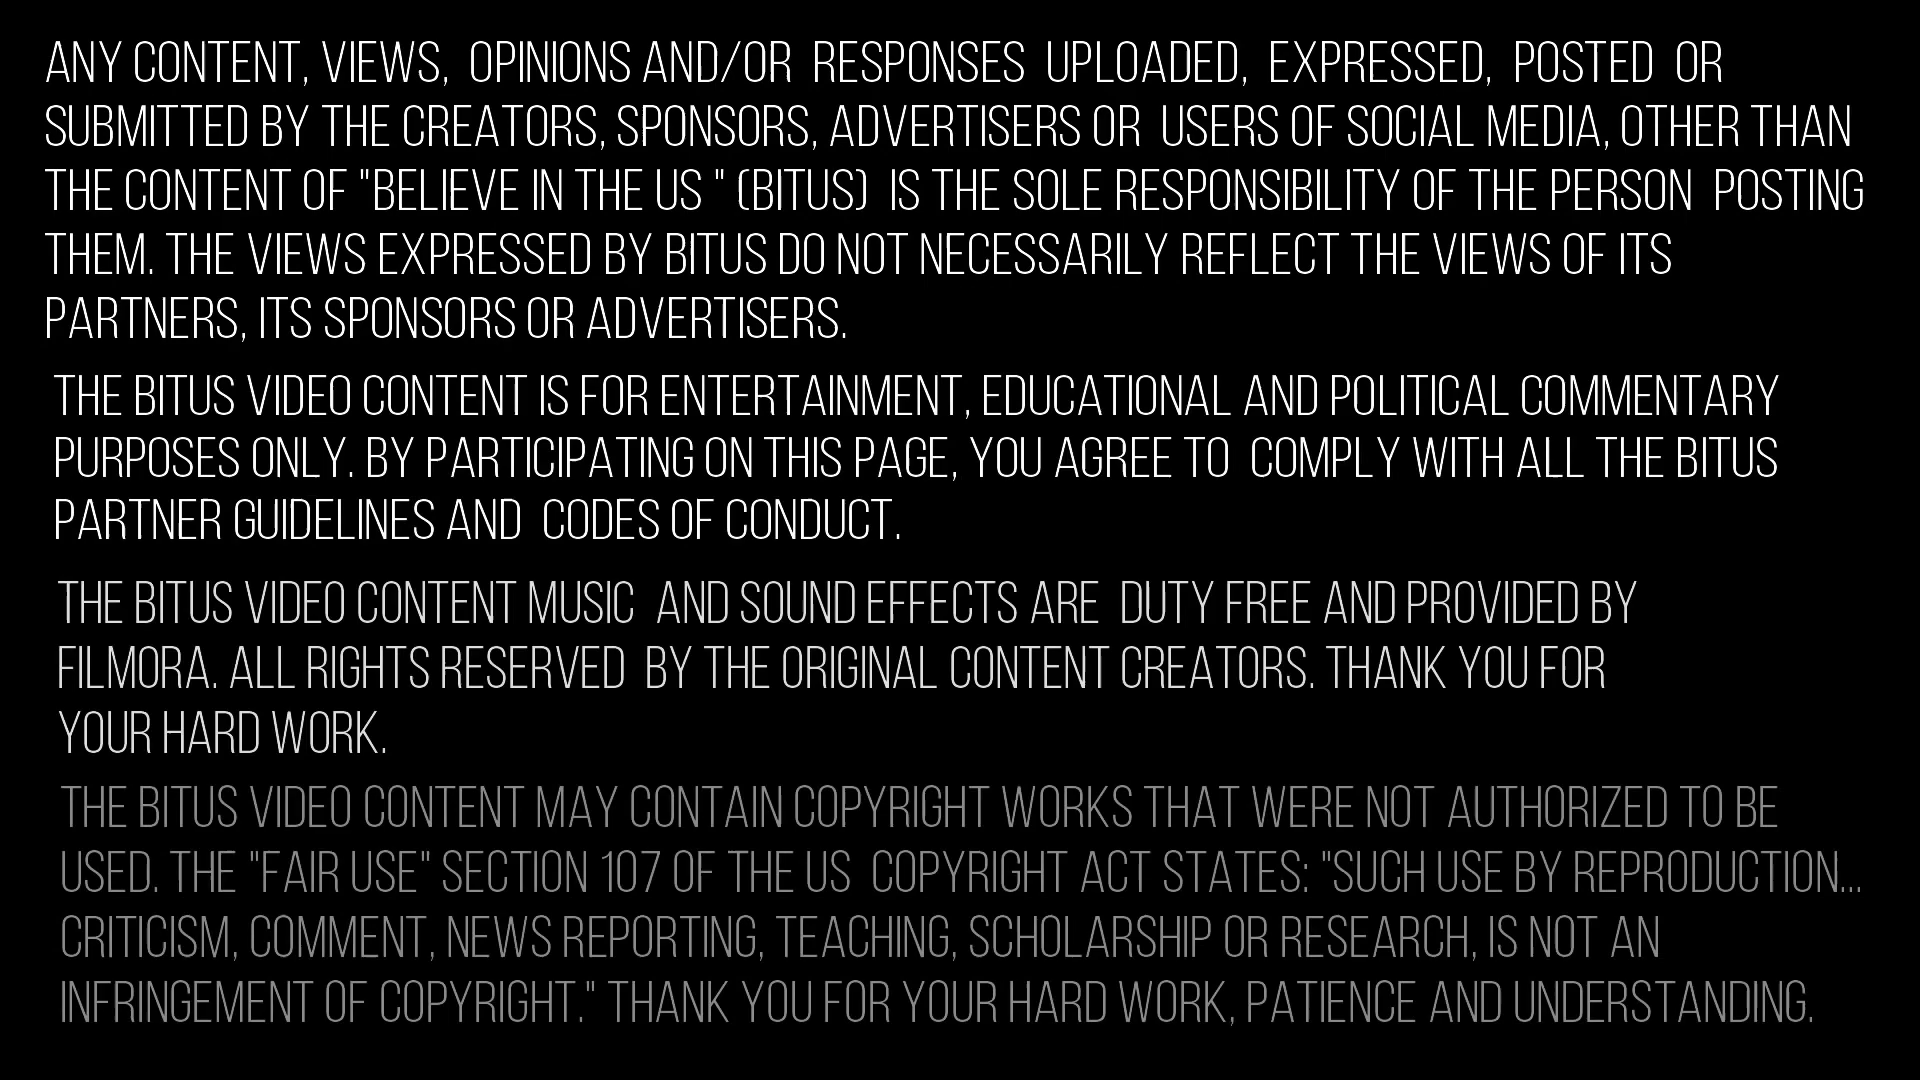 ANY CONTENT, VIEWS, OPINIONS AND/OR RESPONSES UPLOADED, EXPRESSED, POSTED OR
SUBMITTED BY THE CREATORS, SPONSORS, ADVERTISERS OR USERS OF SOCIAL MEDIA, OTHER THAN
THE CONTENT OF "BELIEVE IN THE US " (BITUS) IS THE SOLE RESPONSIBILITY OF THE PERSON POSTING
THEM. THE VIEWS EXPRESSED BY BITUS DO NOT NECESSARILY REFLECT THE VIEWS OF ITS
PARTNERS, ITS SPONSORS OR ADVERTISERS.
THE BITUS VIDEO CONTENT IS FOR ENTERTAINMENT, EDUCATIONAL AND POLITICAL COMMENTARY
PURPOSES ONLY. BY PARTICIPATING ON THIS PAGE, YOU AGREE TO COMPLY WITH ALL THE BITUS
PARTNER GUIDELINES AND CODES OF CONDUCT.
THE BITUS VIDEO CONTENT MUSIC AND SOUND EFFECTS ARE DUTY FREE AND PROVIDED BY
FILMORA. ALL RIGHTS RESERVED BY THE ORIGINAL CONTENT CREATORS. THANK YOU FOR
YOUR HARD WORK.
THE BITUS VIDEO CONTENT MAY CONTAIN COPYRIGHT WORKS THAT WERE NOT AUTHORIZED TO BE
USED. THE "FAIR USE" SECTION 107 OF THE US COPYRIGHT ACT STATES: "SUCH USE BY REPRODUCTION...
CRITICISM, COMMENT, NEWS REPORTING, TEACHING, SCHOLARSHIP OR RESEARCH, IS NOT AN
INFRINGEMENT OF COPYRIGHT." THANK YOU FOR YOUR HARD WORK, PATIENCE AND UNDERSTANDING.